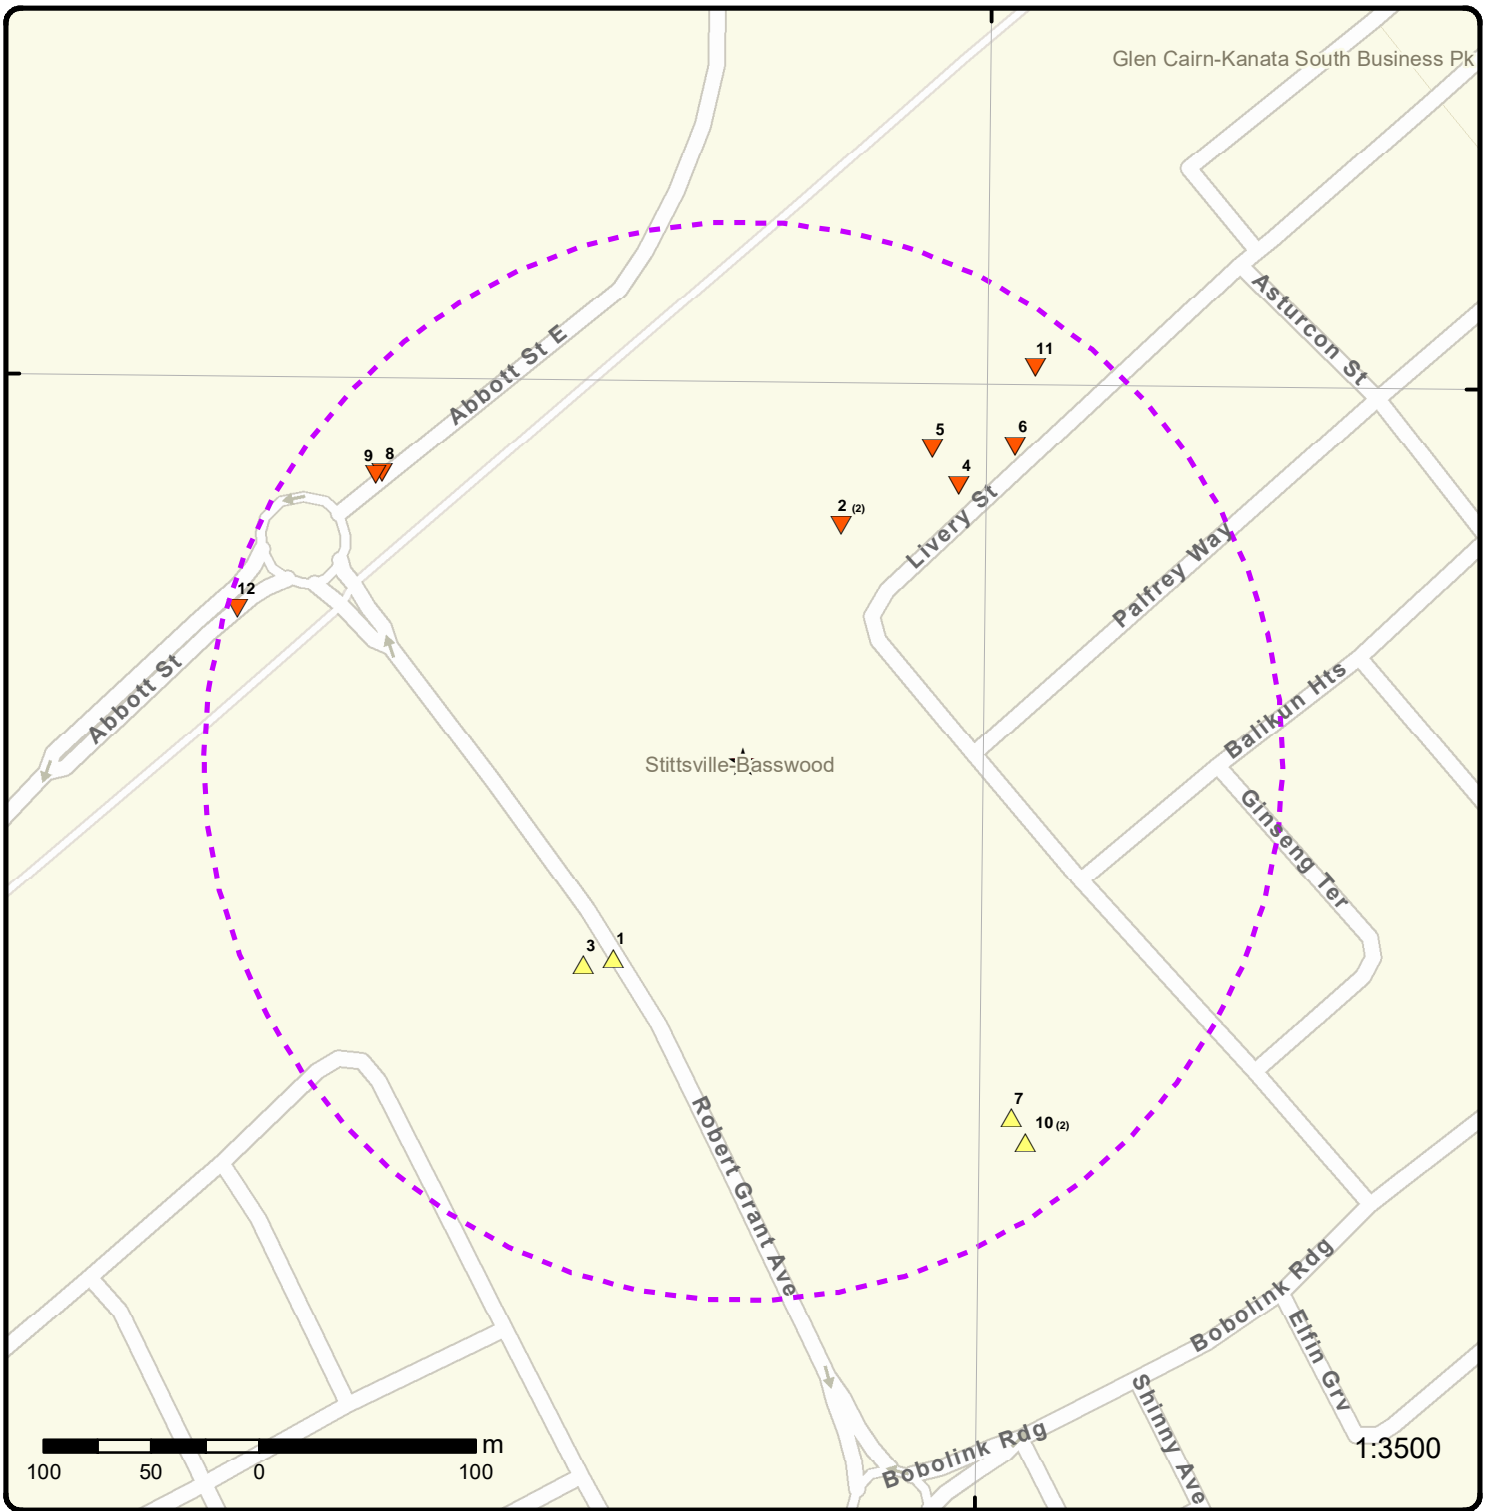 Glen Cairn-Kanata South Business Pk
Asturcon St
Abbott St E
11
5
6
9
8
4
2 (2)
Livery St
Palfrey Way
12
Abbott St
Balikun Hts
Stittsville-Basswood
Ginseng Ter
3
1
7
10 (2)
Robert Grant Ave
Bobolink Rdg
Elfin Grv
Shinny Ave
Bobolink Rdg
m
1:3500
100 50 0 100